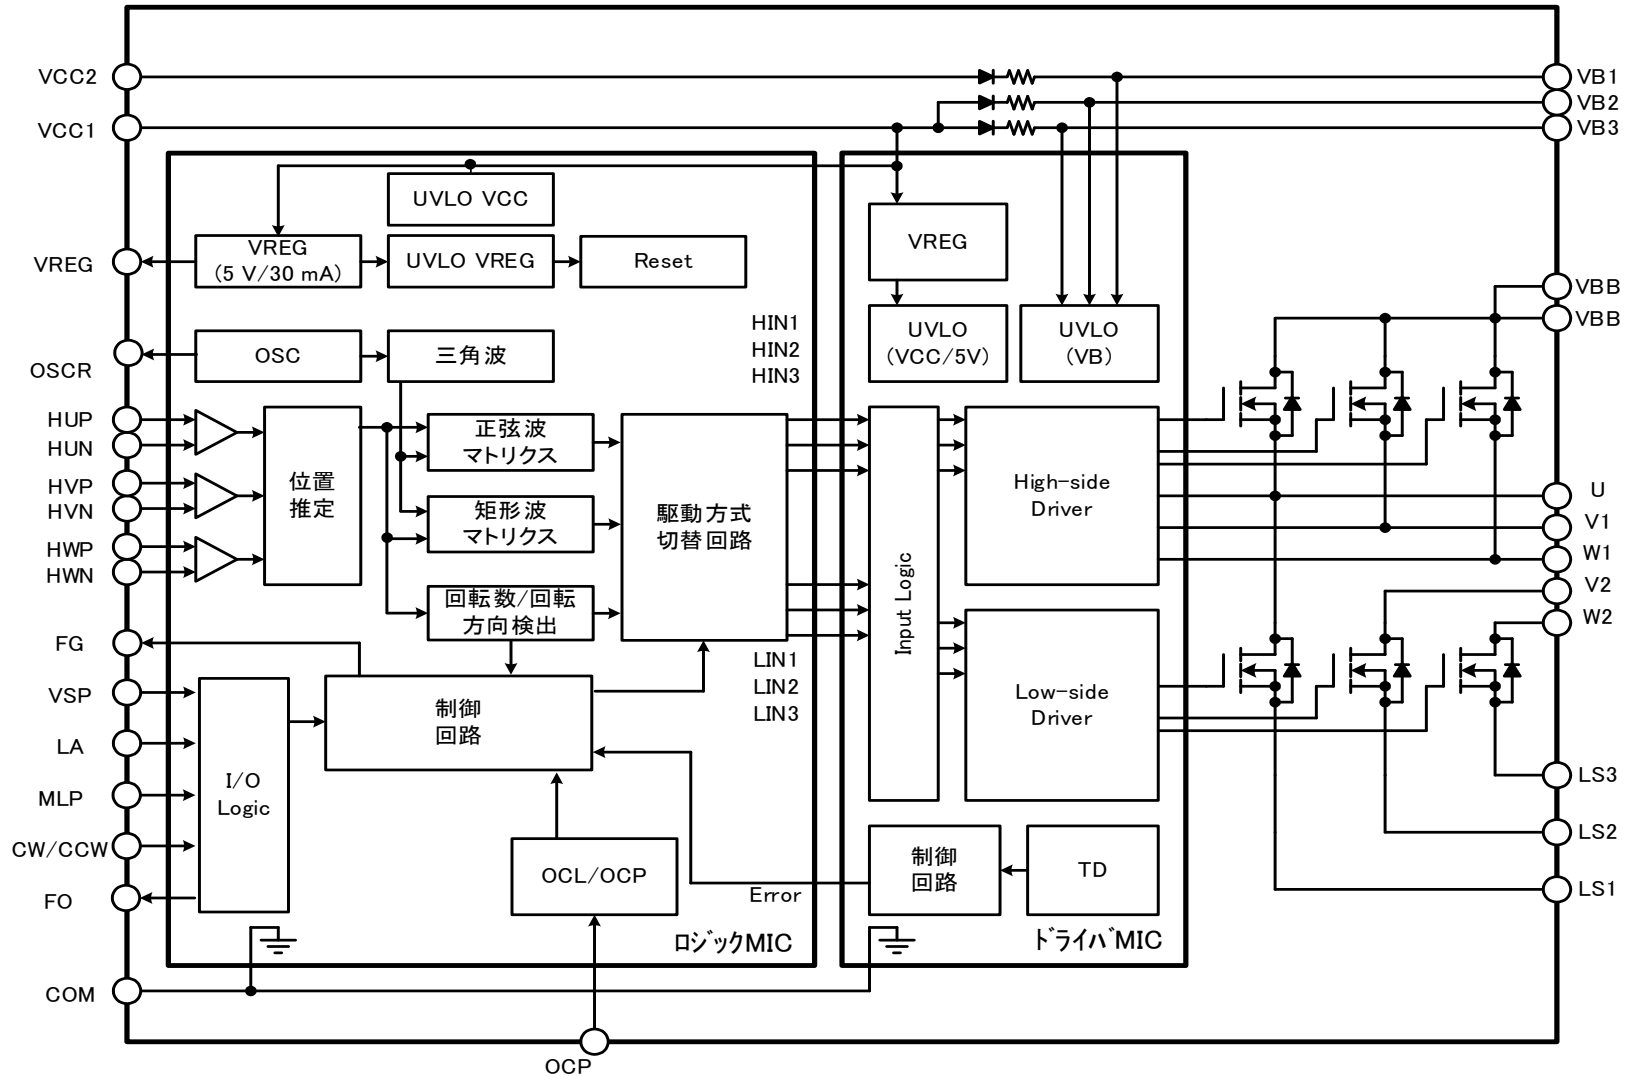 VCC2
VCC1
VREG
OSCR
HUP
HUN
HVP
HVN
HWP
HWN
FG
VSP
LA
MLP
CW/CCW
FO
COM
OCP
UVLO VCC
VREG
(5 V/30 mA)
UVLO VREG
Reset
OSC
三角波
位置
推定
正弦波
マトリクス
矩形波
マトリクス
回転数/回転
方向検出
駆動方式
切替回路
HIN1
HIN2
HIN3
LIN1
LIN2
LIN3
制御
回路
I/O
Logic
OCL/OCP
Error
ロジックMIC
VREG
UVLO
(VCC/5V)
UVLO
(VB)
Input Logic
High-side
Driver
Low-side
Driver
制御
回路
TD
ドライバMIC
VB1
VB2
VB3
VBB
VBB
U
V1
W1
V2
W2
LS3
LS2
LS1